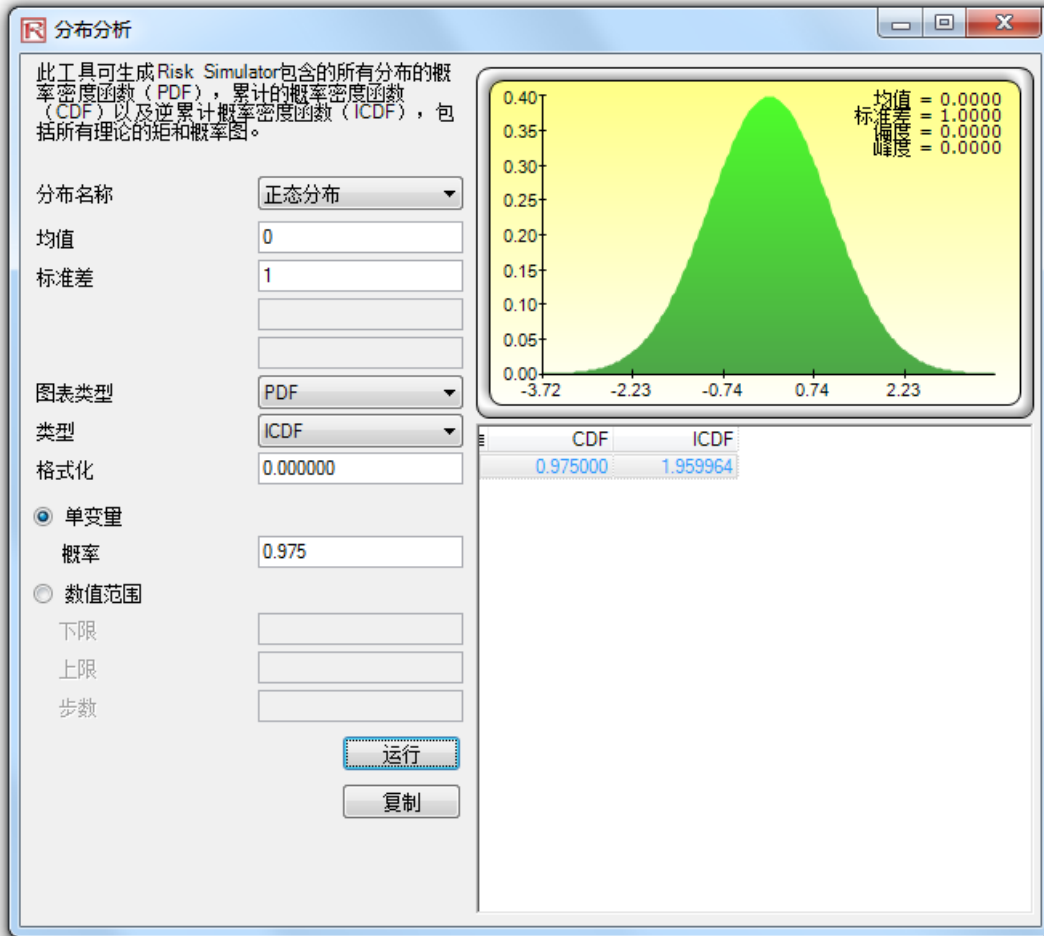 分布分析
此工具可生成Risk Simulator包含的所有分布的概
率密度函数（PDF），累计的概率密度函数
（CDF）以及逆累计概率密度函数（ICDF），包
括所有理论的矩和概率图。
分布名称 正态分布
均值 0
标准差 1
图表类型 PDF
类型 ICDF
格式化 0.000000
单变量
概率 0.975
数值范围
下限
上限
步数
运行
复制
均值 = 0.0000
标准差 = 1.0000
偏度 = 0.0000
峰度 = 0.0000
0.40
0.35
0.30
0.25
0.20
0.15
0.10
0.05
0.00
-3.72 -2.23 -0.74 0.74 2.23
CDF ICDF
0.975000 1.959964